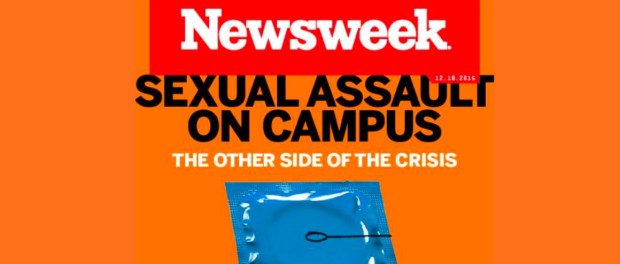 Newsweek
12.18.2015
SEXUAL ASSAULT
ON CAMPUS
THE OTHER SIDE OF THE CRISIS